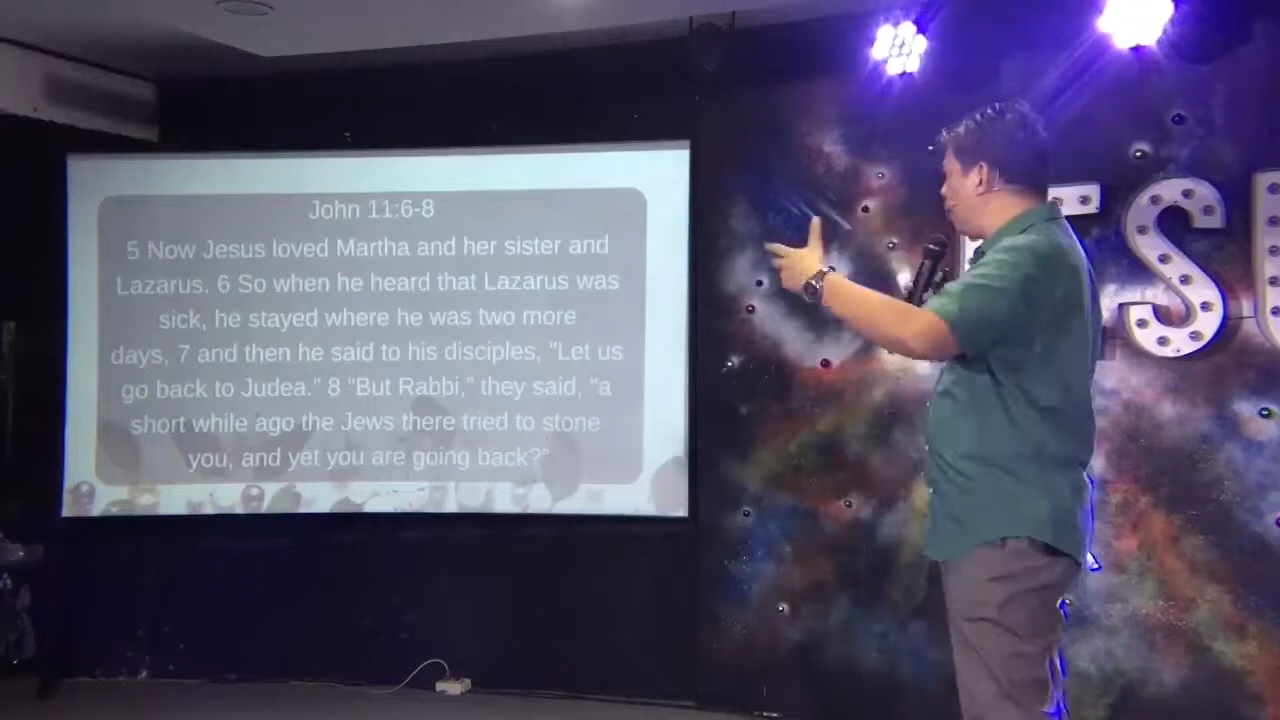 John 11:6-8
5 Now Jesus loved Martha and her sister and
Lazarus. 6 So when he heard that Lazarus was
sick, he stayed where he was two more
days, 7 and then he said to his disciples, “Let us
go back to Judea.” 8 “But Rabbi,” they said, “a
short while ago the Jews there tried to stone
you, and yet you are going back?”
ESU